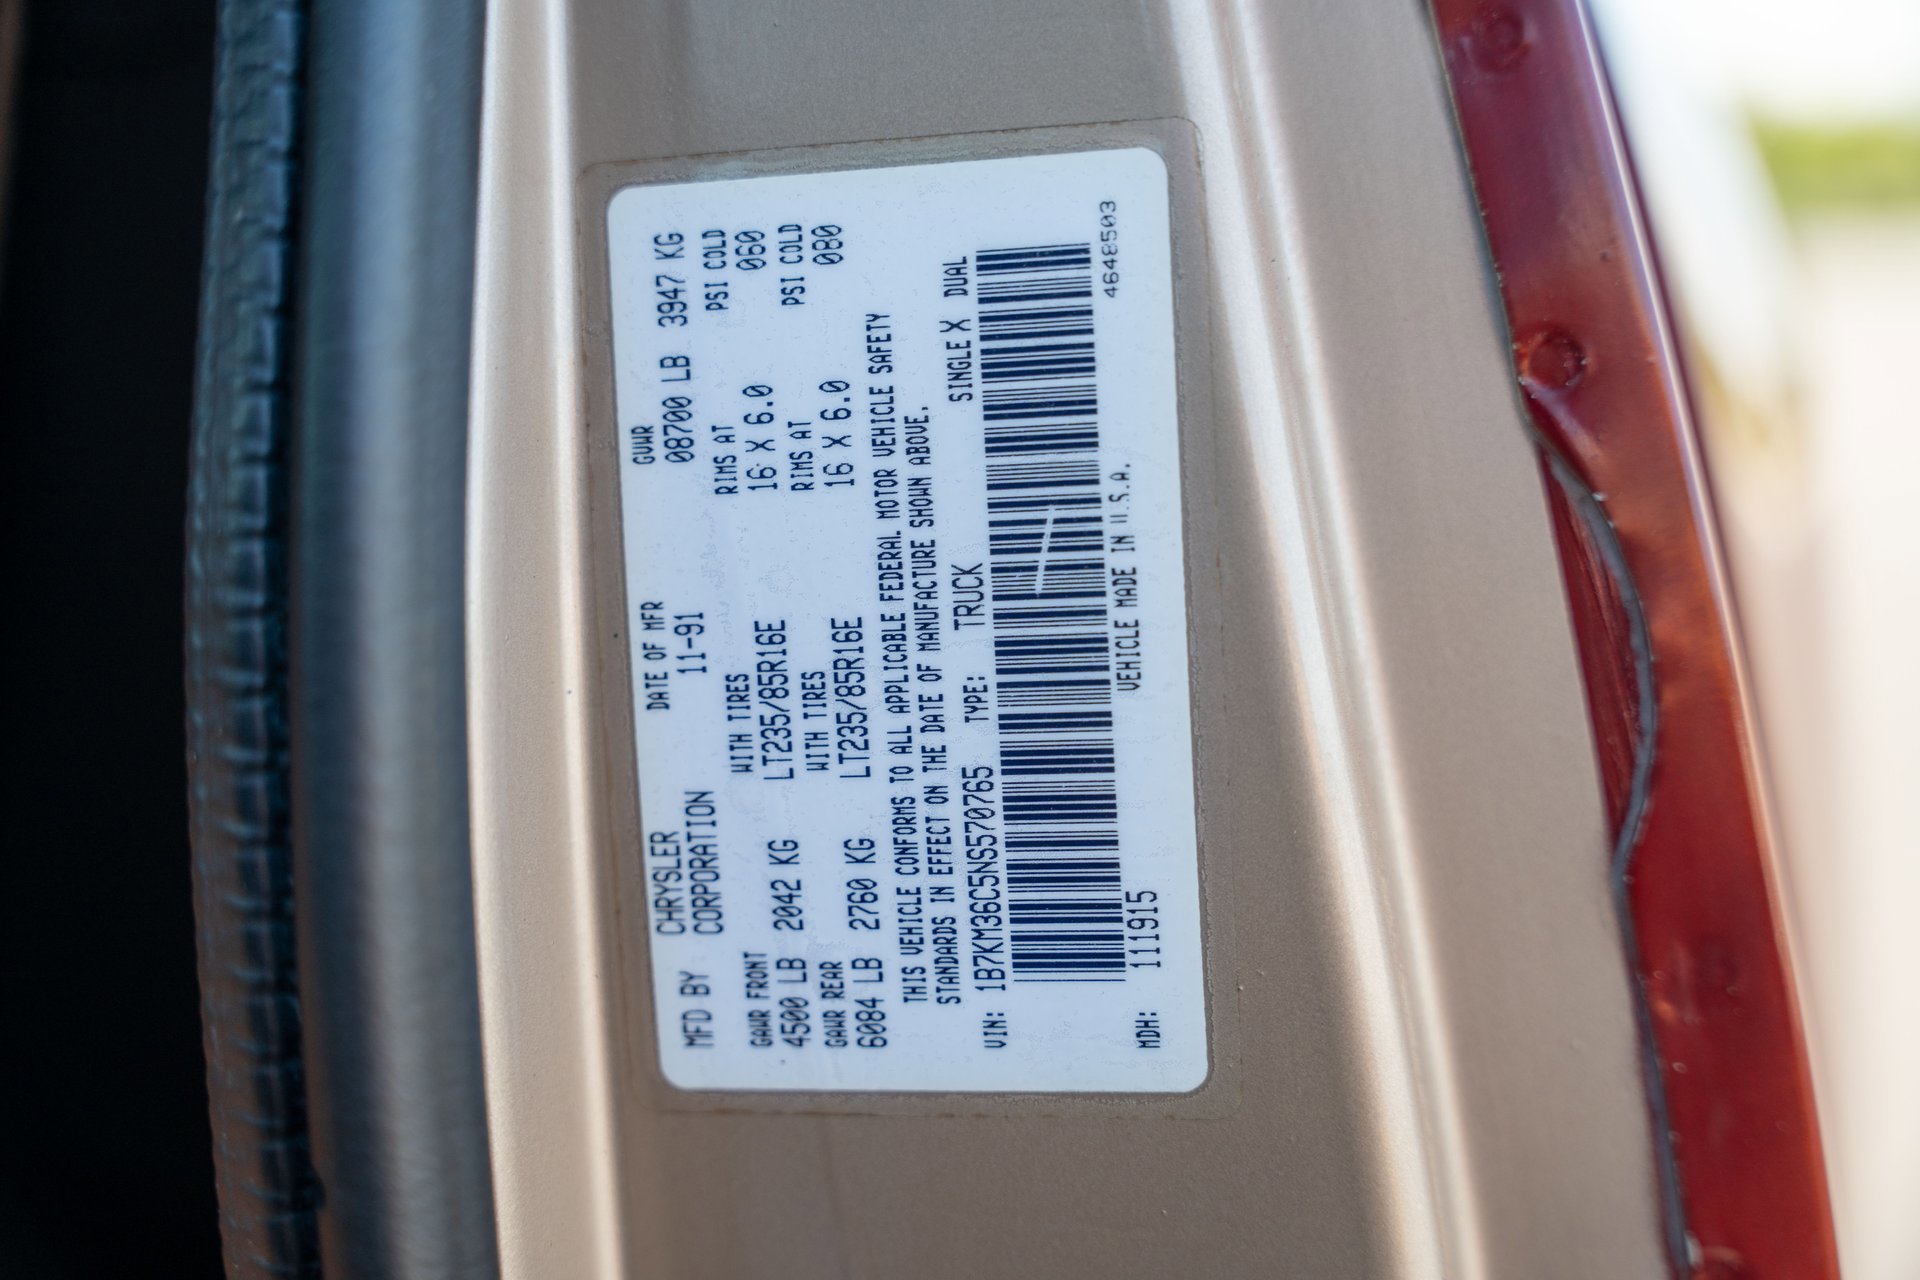 MFD BY CHRYSLER CORPORATION DATE OF MFR 11-91 GVWR 08700 LB 3947 KG
GAWR FRONT WITH TIRES RIMS AT PSI COLD
4500 LB 2042 KG LT235/85R16E 16 X 6.0 060
GAWR REAR WITH TIRES RIMS AT PSI COLD
6084 LB 2760 KG LT235/85R16E 16 X 6.0 080
THIS VEHICLE CONFORMS TO ALL APPLICABLE FEDERAL MOTOR VEHICLE SAFETY
STANDARDS IN EFFECT ON THE DATE OF MANUFACTURE SHOWN ABOVE.
VIN: 1B7KM36C5NS570765 TYPE: TRUCK SINGLE X DUAL
MDH: 111915 VEHICLE MADE IN U.S.A. 4648503